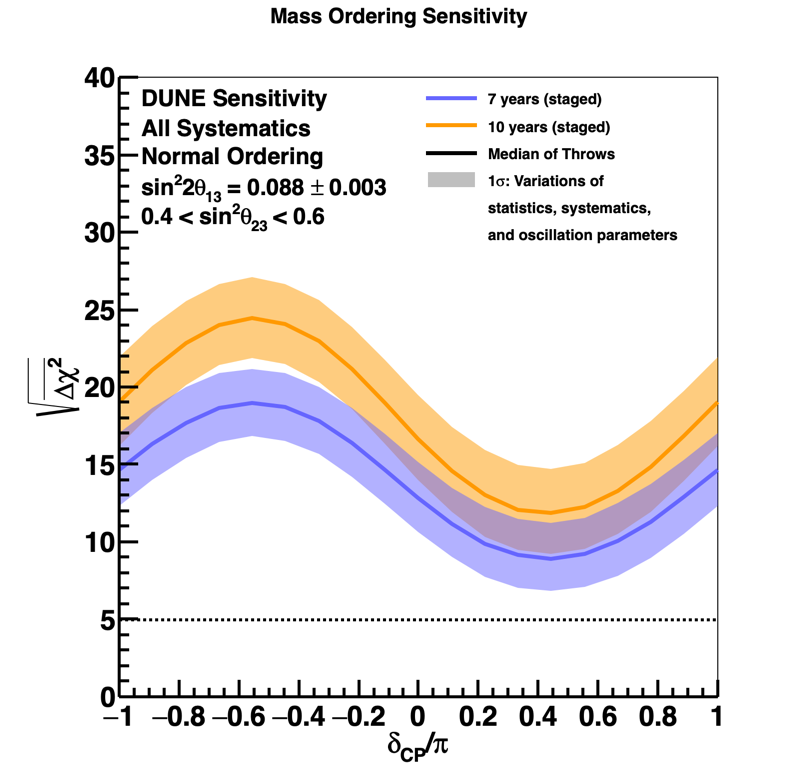 Mass Ordering Sensitivity
DUNE Sensitivity
All Systematics
Normal Ordering
sin²2θ₁₃ = 0.088 ± 0.003
0.4 < sin²θ₂₃ < 0.6
7 years (staged)
10 years (staged)
Median of Throws
1σ: Variations of
statistics, systematics,
and oscillation parameters
√Δχ²
40
35
30
25
20
15
10
5
0
−1 −0.8 −0.6 −0.4 −0.2 0 0.2 0.4 0.6 0.8 1
δCP/π